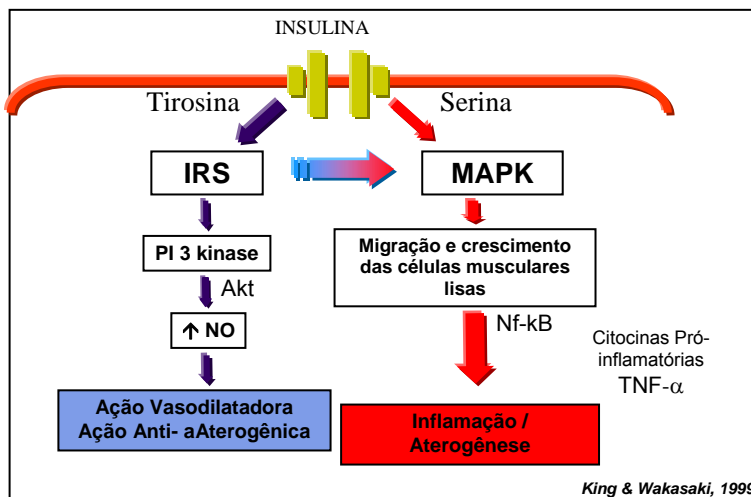 INSULINA
Tirosina
Serina
IRS
MAPK
PI 3 kinase
Migração e crescimento
das células musculares
lisas
Akt
Nf-kB
↑ NO
Citocinas Pró-
inflamatórias
TNF-α
Ação Vasodilatadora
Ação Anti- aAterogênica
Inflamação /
Aterogênese
King & Wakasaki, 1999